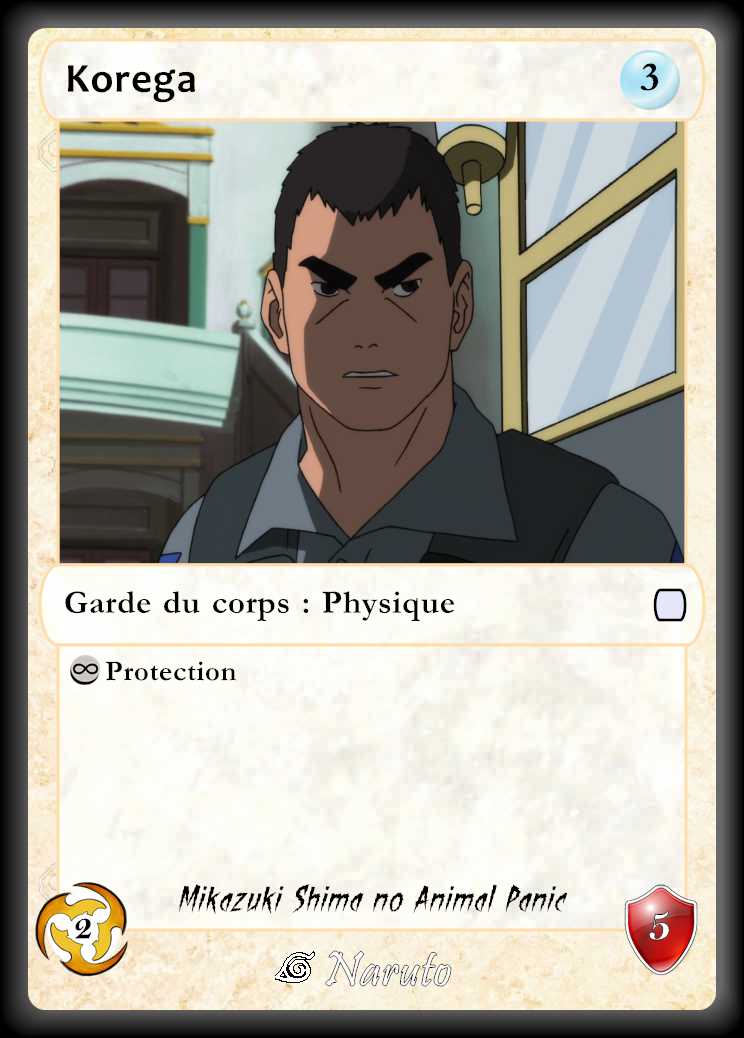 Korega
3
Garde du corps : Physique
∞ Protection
Mikazuki Shima no Animal Panic
2
5
Naruto